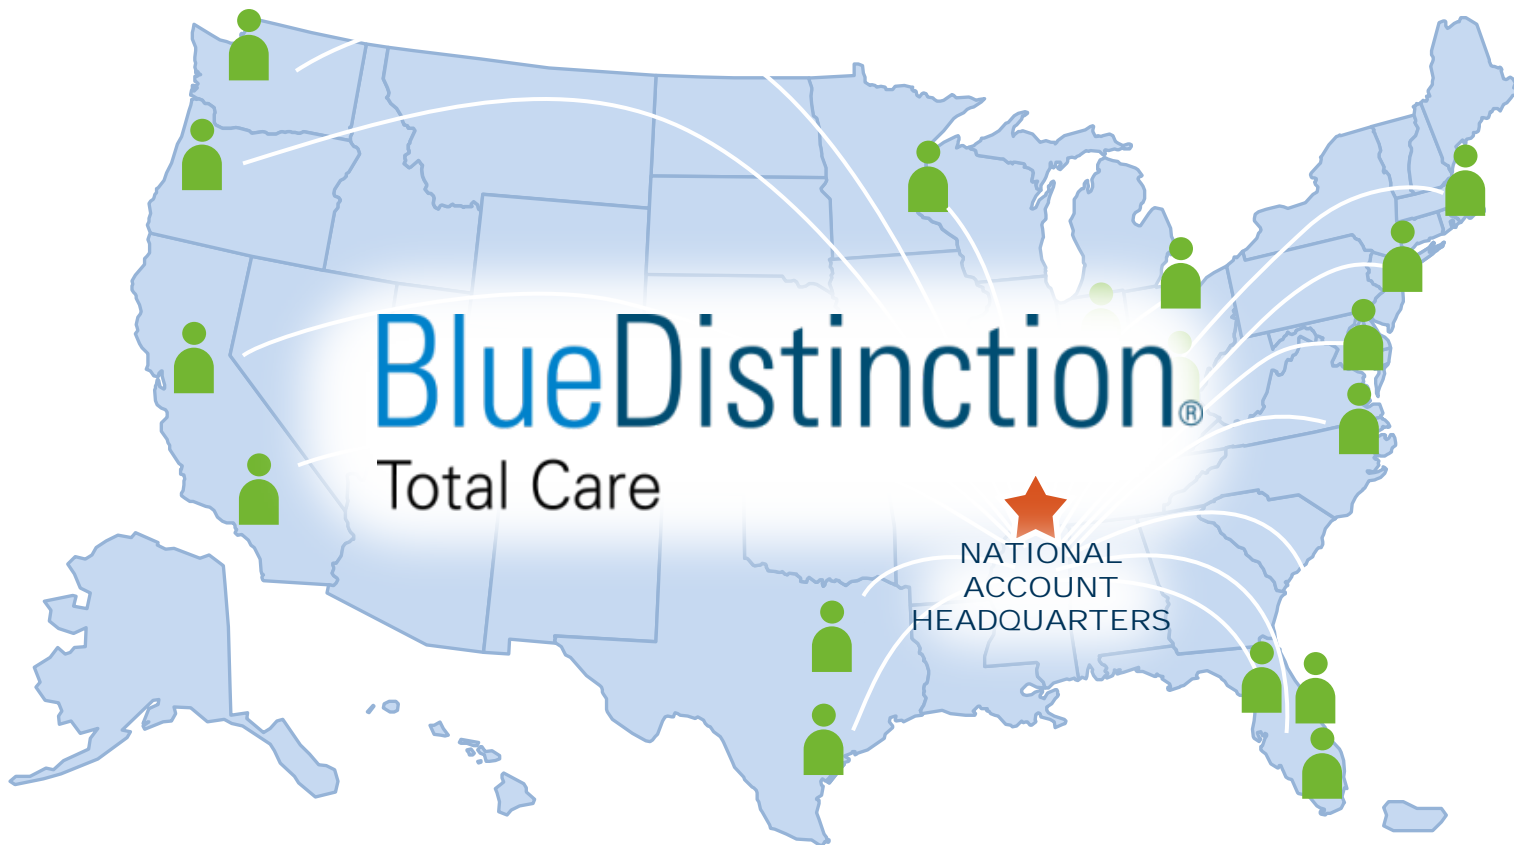 BlueDistinction®
Total Care
NATIONAL
ACCOUNT
HEADQUARTERS